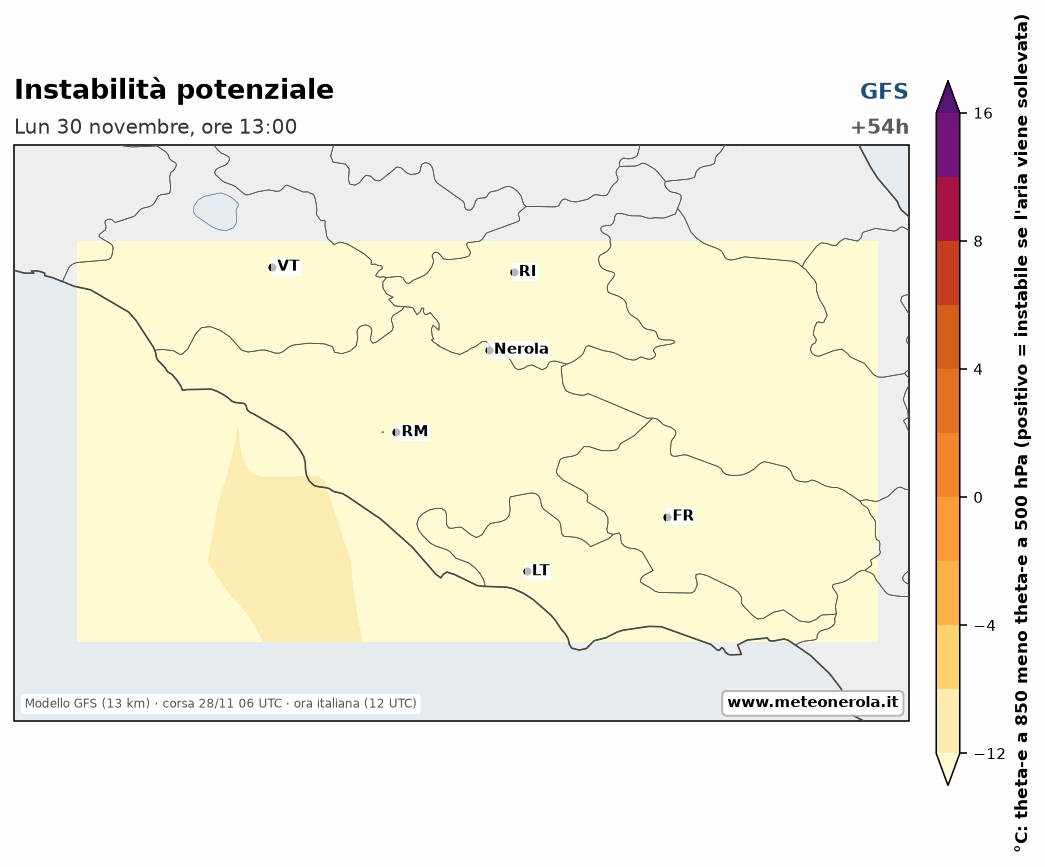 Instabilità potenziale
GFS
Lun 30 novembre, ore 13:00
+54h
VT
RI
Nerola
RM
FR
LT
Modello GFS (13 km) · corsa 28/11 06 UTC · ora italiana (12 UTC)
www.meteonerola.it
16
8
4
0
−4
−12
°C: theta-e a 850 meno theta-e a 500 hPa (positivo = instabile se l'aria viene sollevata)